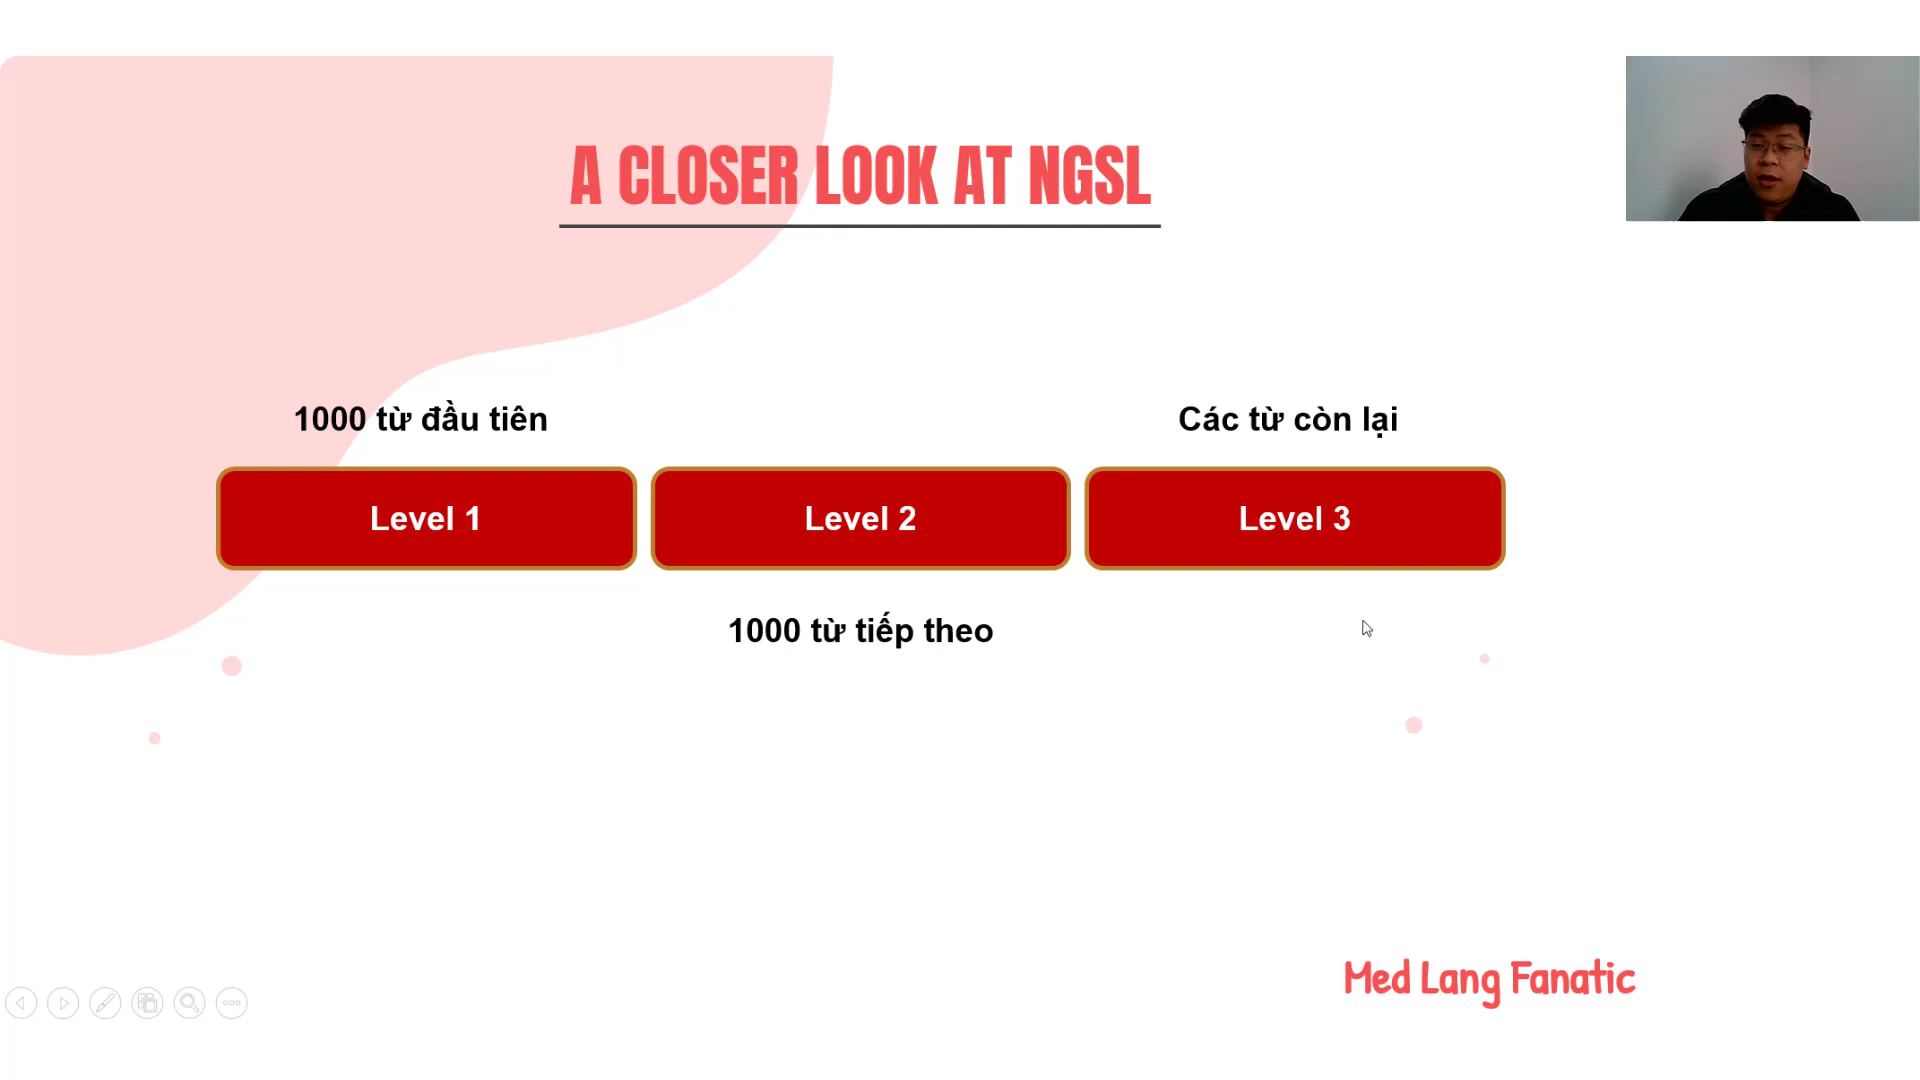 A CLOSER LOOK AT NGSL
1000 từ đầu tiên
Các từ còn lại
Level 1
Level 2
Level 3
1000 từ tiếp theo
Med Lang Fanatic